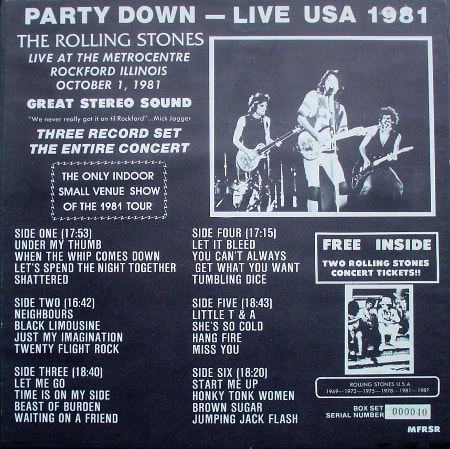 PARTY DOWN — LIVE USA 1981
THE ROLLING STONES
LIVE AT THE METROCENTRE
ROCKFORD ILLINOIS
OCTOBER 1, 1981
GREAT STEREO SOUND
"We never really got it on til Rockford"...Mick Jagger
THREE RECORD SET
THE ENTIRE CONCERT
THE ONLY INDOOR
SMALL VENUE SHOW
OF THE 1981 TOUR
SIDE ONE (17:53)
UNDER MY THUMB
WHEN THE WHIP COMES DOWN
LET'S SPEND THE NIGHT TOGETHER
SHATTERED
SIDE TWO (16:42)
NEIGHBOURS
BLACK LIMOUSINE
JUST MY IMAGINATION
TWENTY FLIGHT ROCK
SIDE THREE (18:40)
LET ME GO
TIME IS ON MY SIDE
BEAST OF BURDEN
WAITING ON A FRIEND
SIDE FOUR (17:15)
LET IT BLEED
YOU CAN'T ALWAYS
GET WHAT YOU WANT
TUMBLING DICE
SIDE FIVE (18:43)
LITTLE T & A
SHE'S SO COLD
HANG FIRE
MISS YOU
SIDE SIX (18:20)
START ME UP
HONKY TONK WOMEN
BROWN SUGAR
JUMPING JACK FLASH
FREE INSIDE
TWO ROLLING STONES
CONCERT TICKETS!!
ROLLING STONES U.S.A.
1969—1972—1975—1978—1981—198?
BOX SET
SERIAL NUMBER 000040
MFRSR